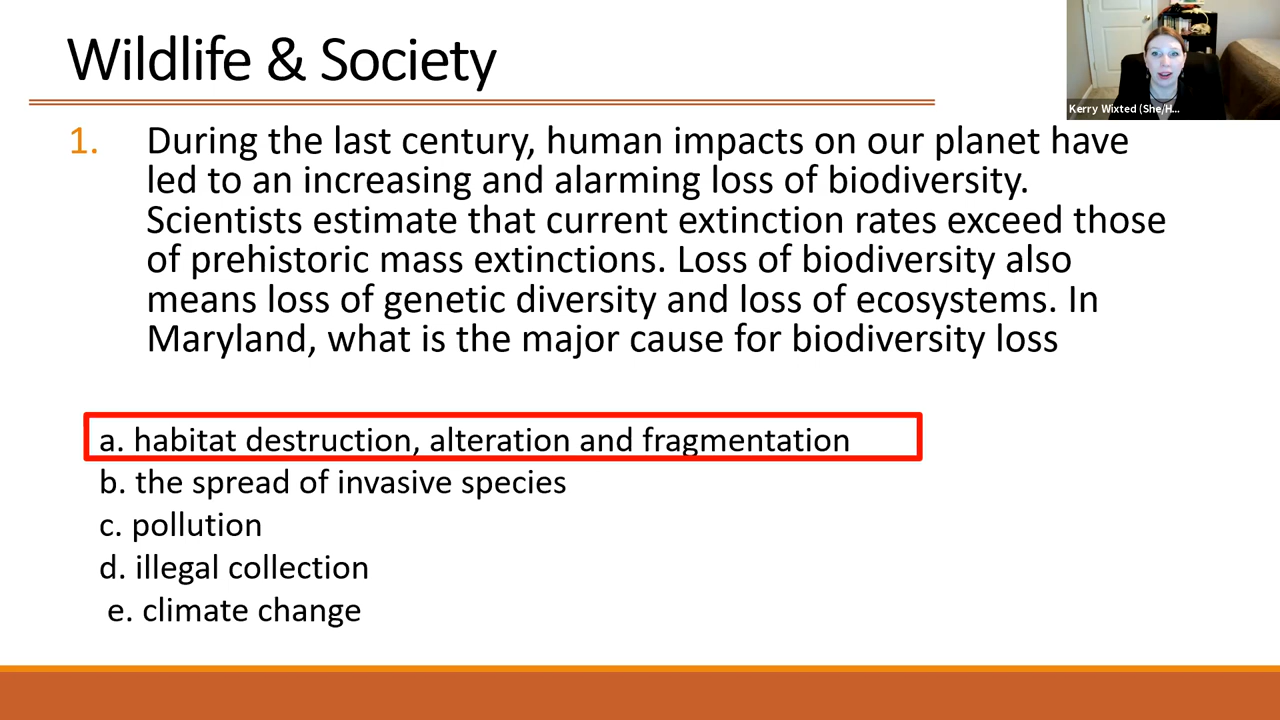 Wildlife & Society
Kerry Wixted (She/H...
1. During the last century, human impacts on our planet have
led to an increasing and alarming loss of biodiversity.
Scientists estimate that current extinction rates exceed those
of prehistoric mass extinctions. Loss of biodiversity also
means loss of genetic diversity and loss of ecosystems. In
Maryland, what is the major cause for biodiversity loss
a. habitat destruction, alteration and fragmentation
b. the spread of invasive species
c. pollution
d. illegal collection
e. climate change